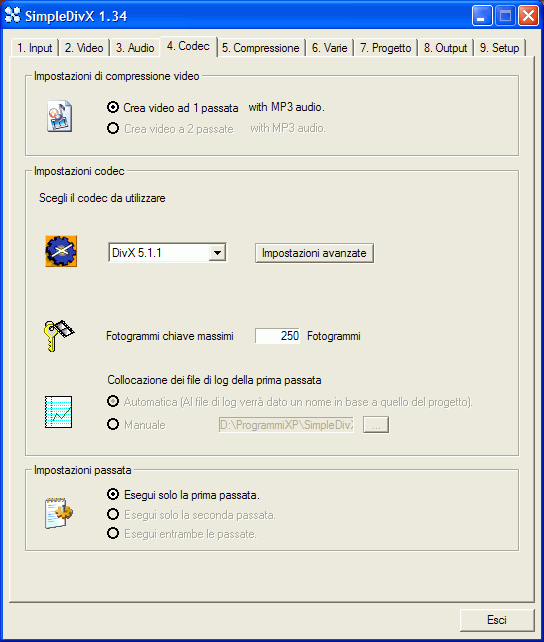 SimpleDivX 1.34
1. Input 2. Video 3. Audio 4. Codec 5. Compressione 6. Varie 7. Progetto 8. Output 9. Setup
Impostazioni di compressione video
Crea video ad 1 passata with MP3 audio.
Crea video a 2 passate with MP3 audio.
Impostazioni codec
Scegli il codec da utilizzare
DivX 5.1.1 Impostazioni avanzate
Fotogrammi chiave massimi 250 Fotogrammi
Collocazione dei file di log della prima passata
Automatica (Al file di log verrà dato un nome in base a quello del progetto).
Manuale D:\ProgrammiXP\SimpleDivX ...
Impostazioni passata
Esegui solo la prima passata.
Esegui solo la seconda passata.
Esegui entrambe le passate.
Esci